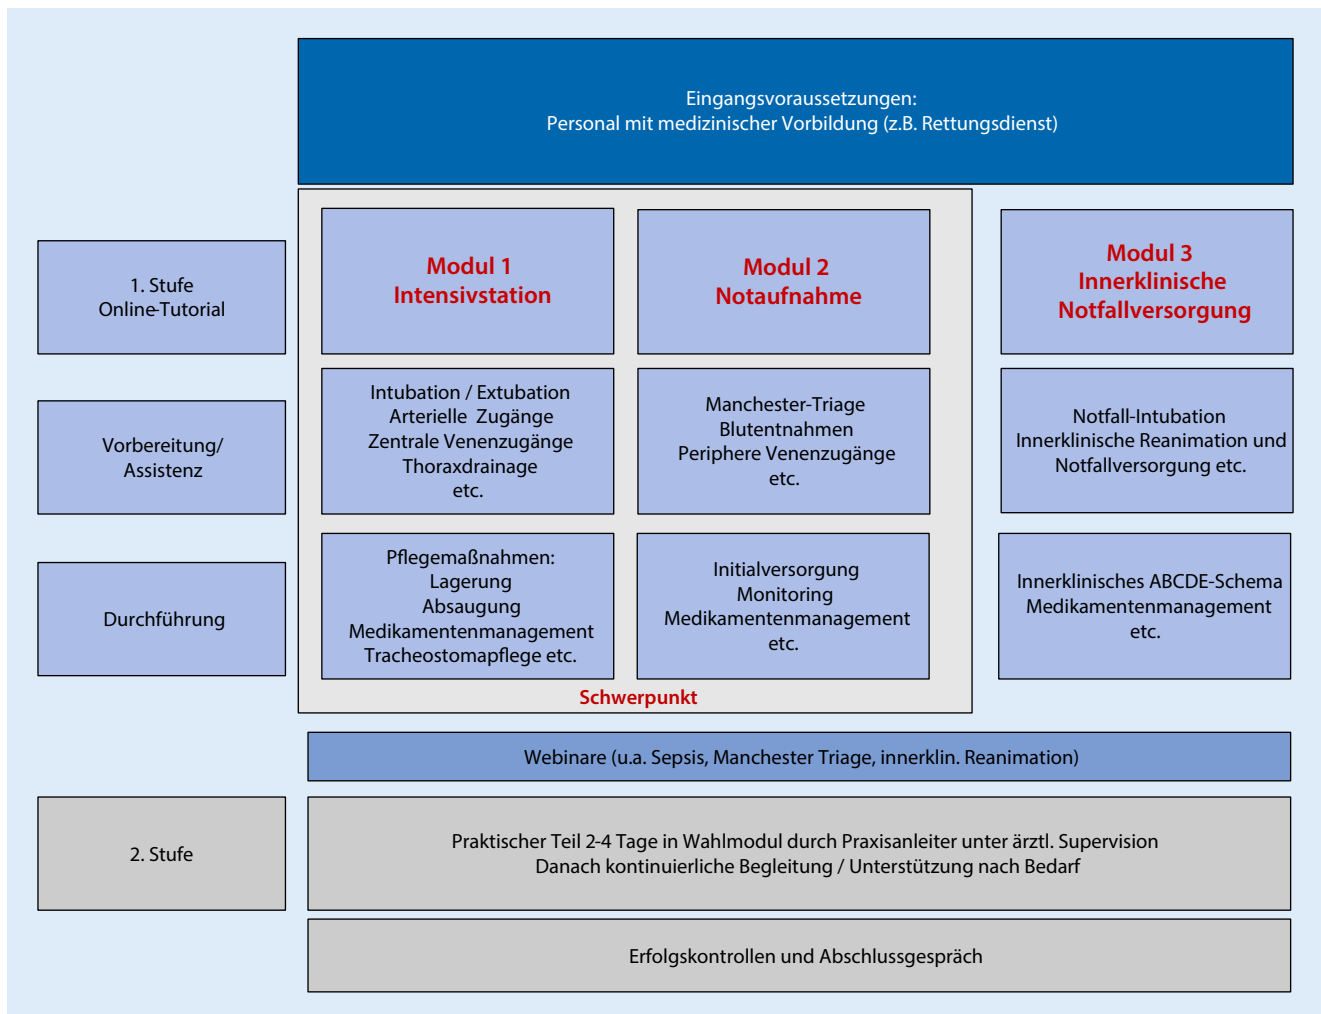 Eingangsvoraussetzungen:
Personal mit medizinischer Vorbildung (z.B. Rettungsdienst)
1. Stufe
Online-Tutorial
Modul 1
Intensivstation
Modul 2
Notaufnahme
Modul 3
Innerklinische
Notfallversorgung
Vorbereitung/
Assistenz
Intubation / Extubation
Arterielle Zugänge
Zentrale Venenzugänge
Thoraxdrainage
etc.
Manchester-Triage
Blutentnahmen
Periphere Venenzugänge
etc.
Notfall-Intubation
Innerklinische Reanimation und
Notfallversorgung etc.
Durchführung
Pflegemaßnahmen:
Lagerung
Absaugung
Medikamentenmanagement
Tracheostomapflege etc.
Initialversorgung
Monitoring
Medikamentenmanagement
etc.
Innerklinisches ABCDE-Schema
Medikamentenmanagement
etc.
Schwerpunkt
Webinare (u.a. Sepsis, Manchester Triage, innerklin. Reanimation)
2. Stufe
Praktischer Teil 2-4 Tage in Wahlmodul durch Praxisanleiter unter ärztl. Supervision
Danach kontinuierliche Begleitung / Unterstützung nach Bedarf
Erfolgskontrollen und Abschlussgespräch